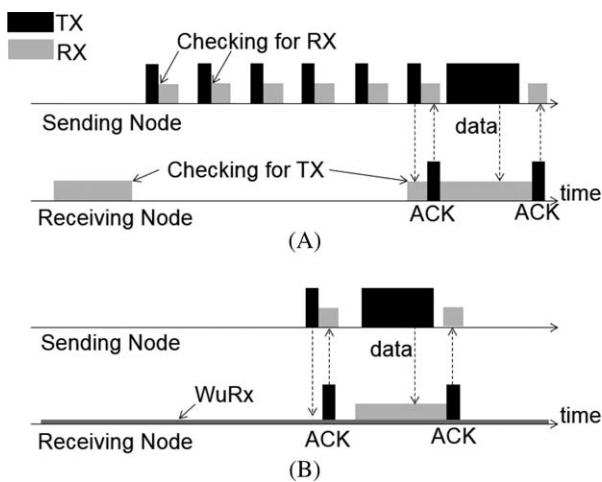 TX
RX
Checking for RX
Sending Node
data
Checking for TX
time
Receiving Node
ACK
ACK
(A)
Sending Node
data
WuRx
time
Receiving Node
ACK
ACK
(B)